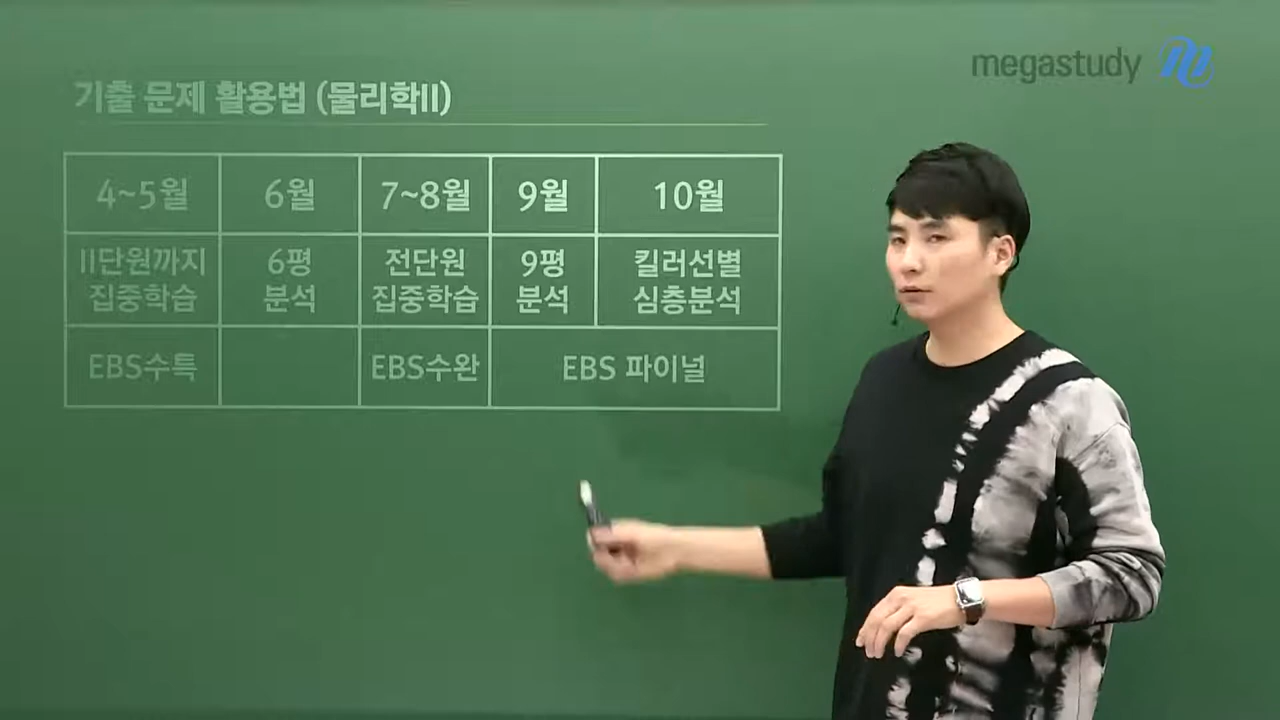 megastudy
기출 문제 활용법 (물리학II)
4~5월 6월 7~8월 9월 10월
II단원까지 6평 전단원 9평 킬러선별
집중학습 분석 집중학습 분석 심층분석
EBS수특 EBS수완 EBS 파이널